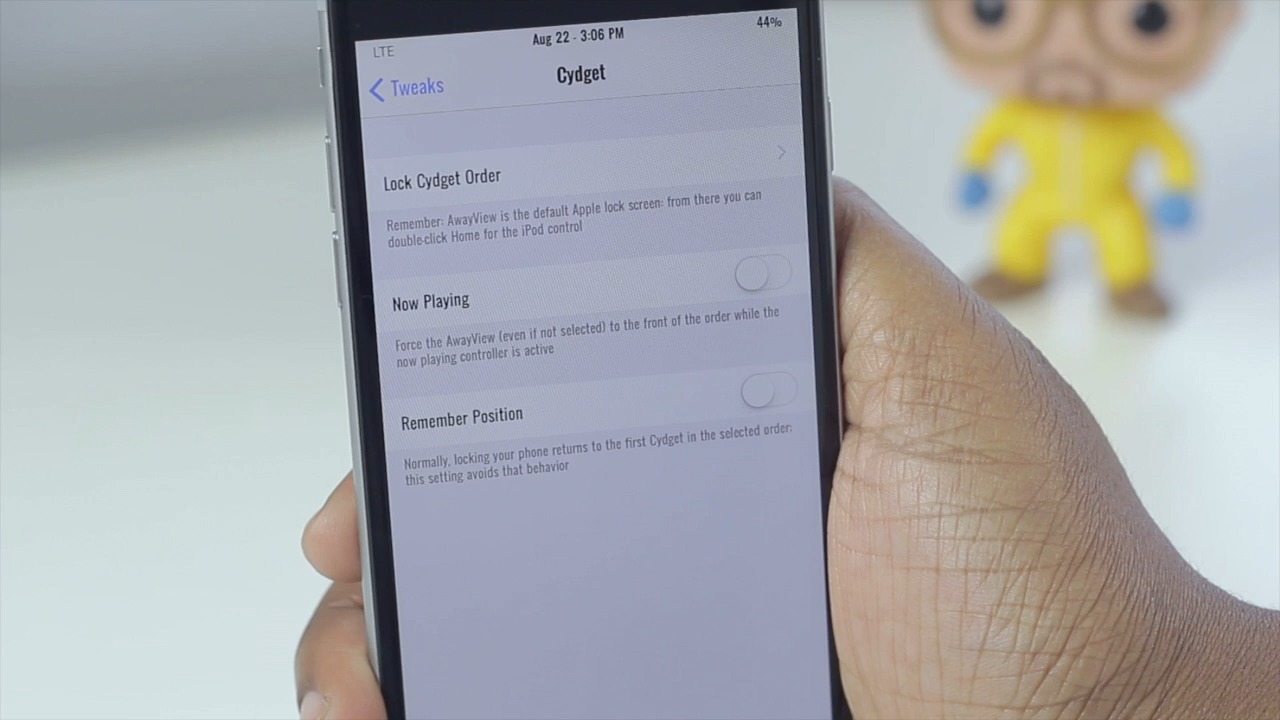 LTE
Aug 22 - 3:06 PM
44%
Tweaks
Cydget
Lock Cydget Order
Remember: AwayView is the default Apple lock screen: from there you can
double-click Home for the iPod control
Now Playing
Force the AwayView (even if not selected) to the front of the order while the
now playing controller is active
Remember Position
Normally, locking your phone returns to the first Cydget in the selected order;
this setting avoids that behavior